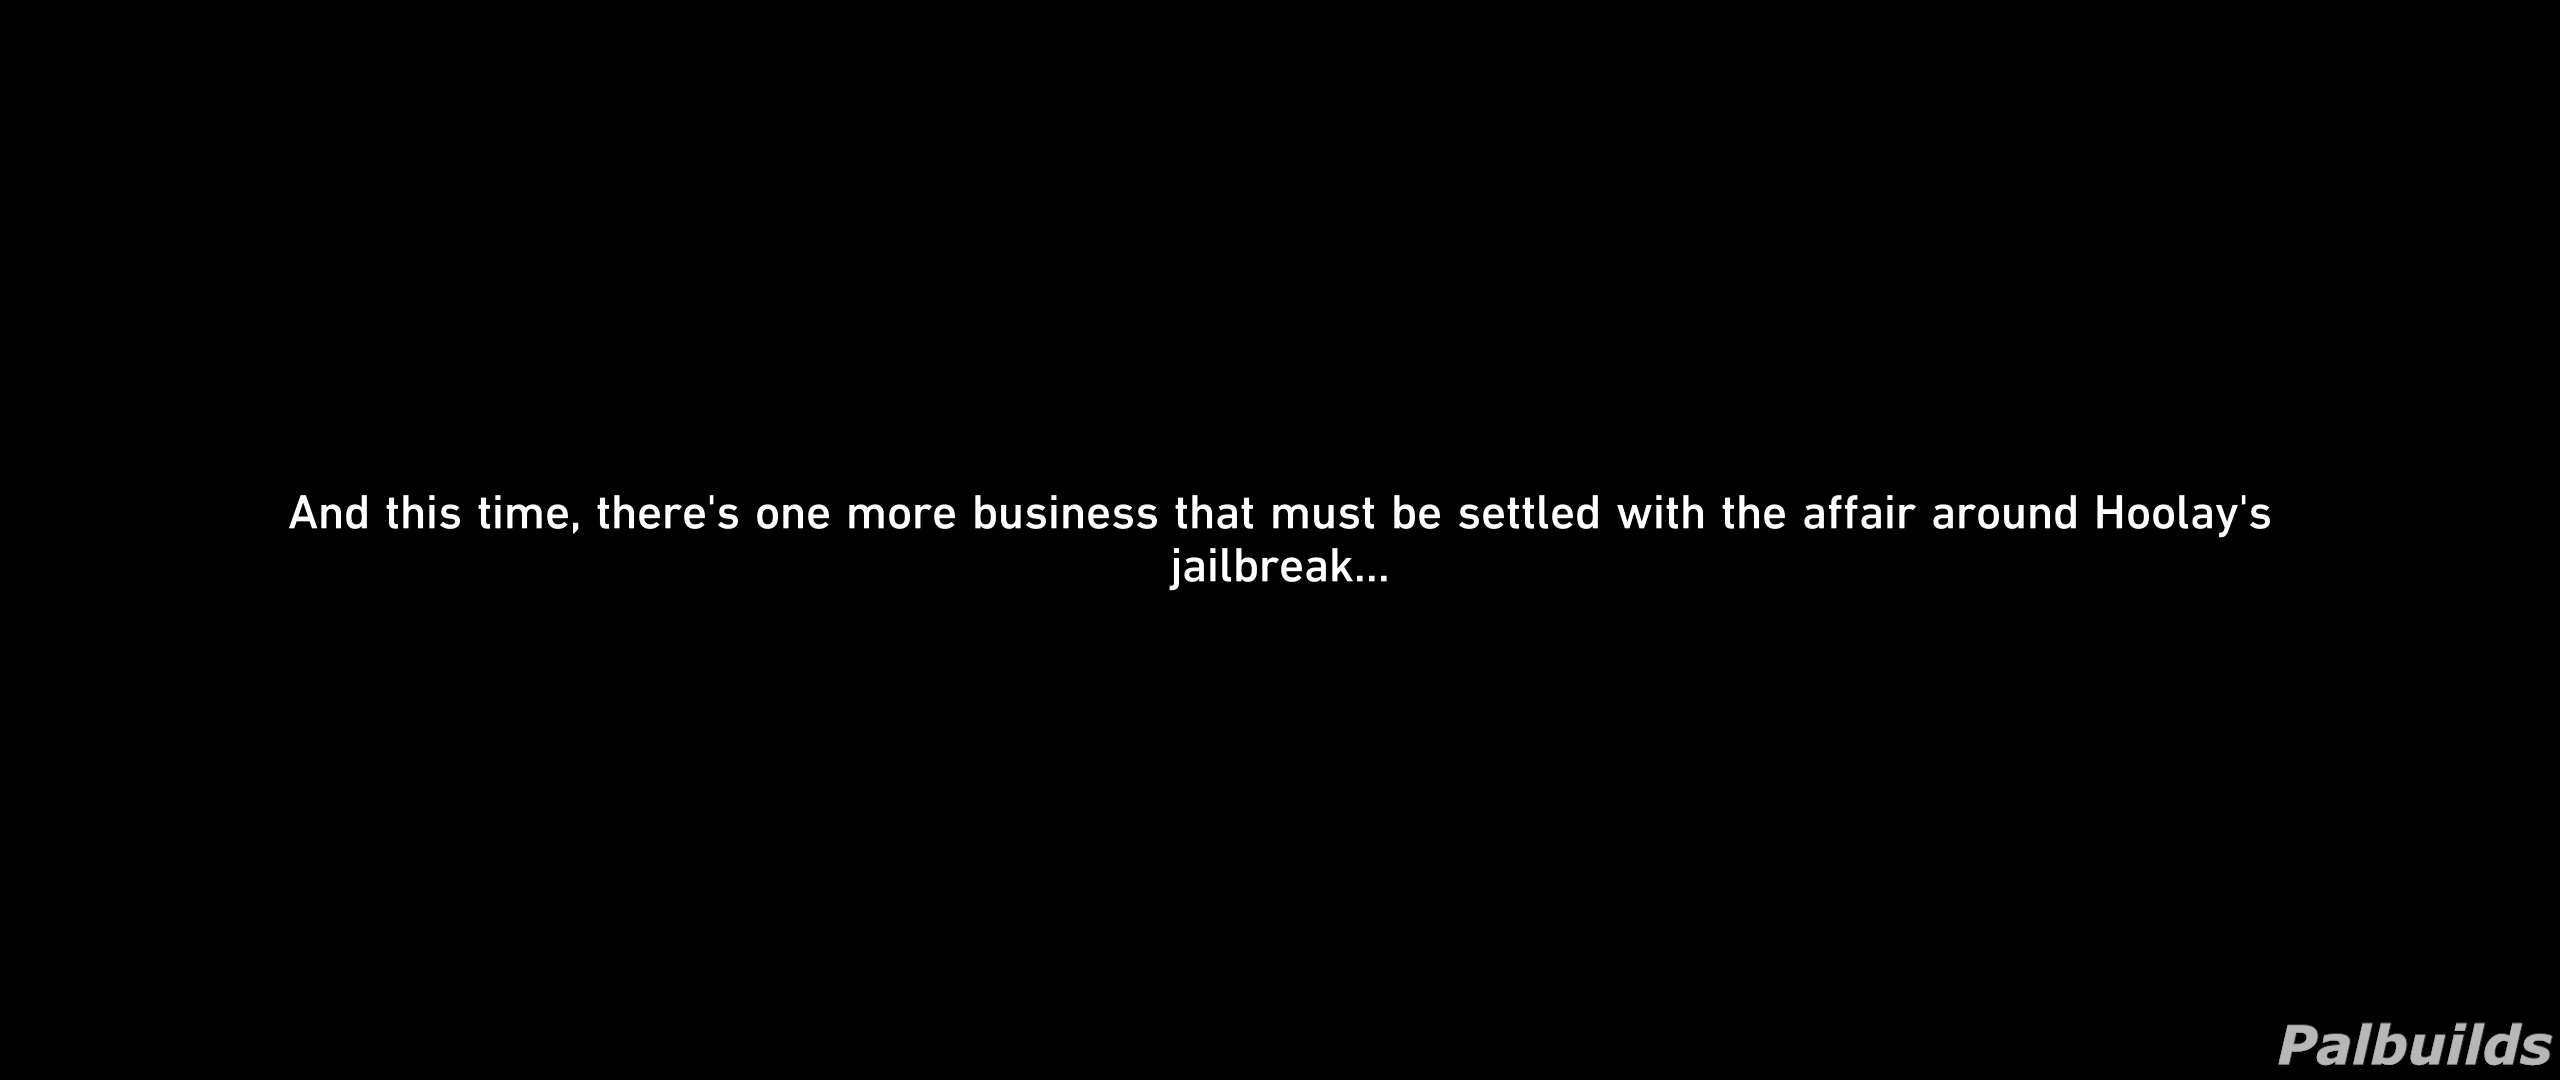 And this time, there's one more business that must be settled with the affair around Hoolay's
jailbreak...
Palbuilds